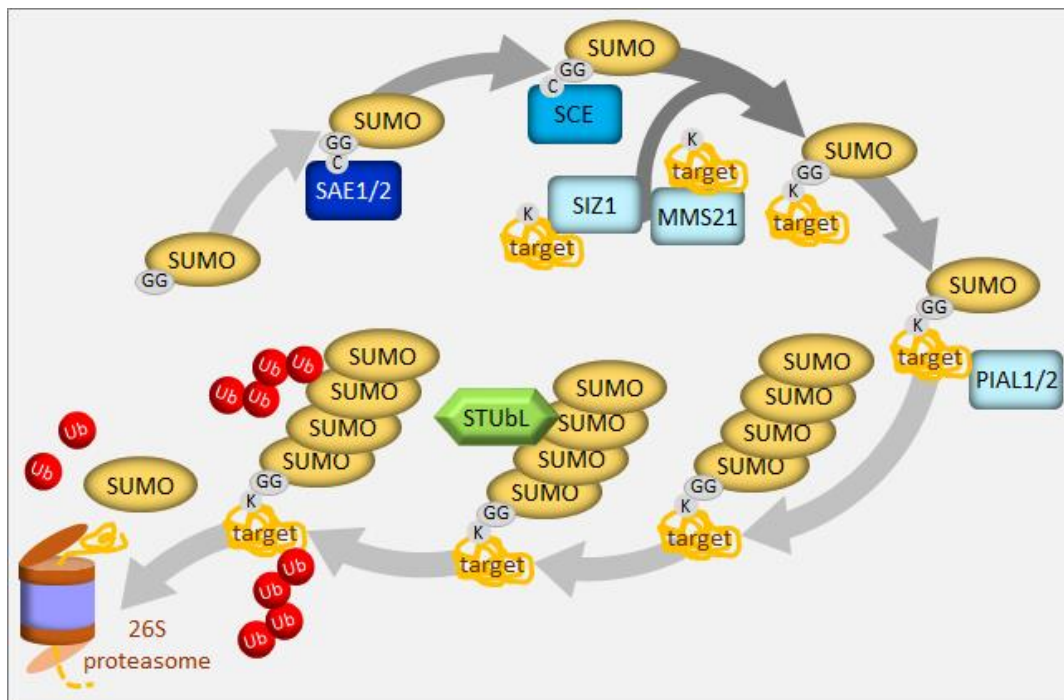 SUMO
GG
SUMO
GG
C
SAE1/2
SUMO
GG
C
SCE
K
target
SIZ1
K
target
MMS21
SUMO
GG
K
target
SUMO
GG
K
target
PIAL1/2
SUMO
SUMO
SUMO
SUMO
GG
K
target
SUMO
SUMO
SUMO
SUMO
STUbL
GG
K
target
SUMO
SUMO
SUMO
SUMO
Ub
Ub
Ub
Ub
GG
K
target
Ub
Ub
Ub
Ub
Ub
Ub
SUMO
26S
proteasome